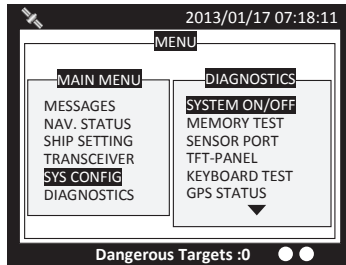 2013/01/17 07:18:11
MENU
MAIN MENU
MESSAGES
NAV. STATUS
SHIP SETTING
TRANSCEIVER
SYS CONFIG
DIAGNOSTICS
DIAGNOSTICS
SYSTEM ON/OFF
MEMORY TEST
SENSOR PORT
TFT-PANEL
KEYBOARD TEST
GPS STATUS
Dangerous Targets :0